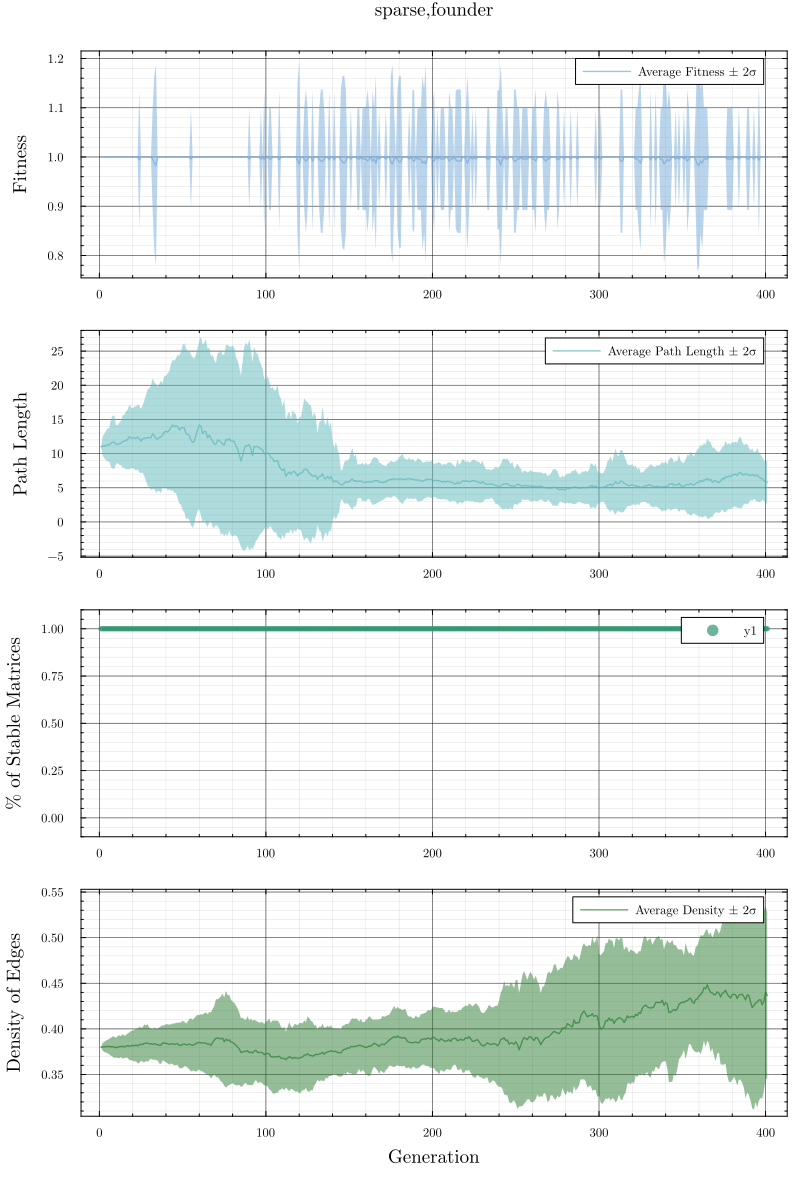 sparse,founder
1.2
1.1
1.0
0.9
0.8
Fitness
Average Fitness ± 2σ
0 100 200 300 400
25
20
15
10
5
0
−5
Path Length
Average Path Length ± 2σ
0 100 200 300 400
1.00
0.75
0.50
0.25
0.00
% of Stable Matrices
y1
0 100 200 300 400
0.55
0.50
0.45
0.40
0.35
Density of Edges
Average Density ± 2σ
0 100 200 300 400
Generation